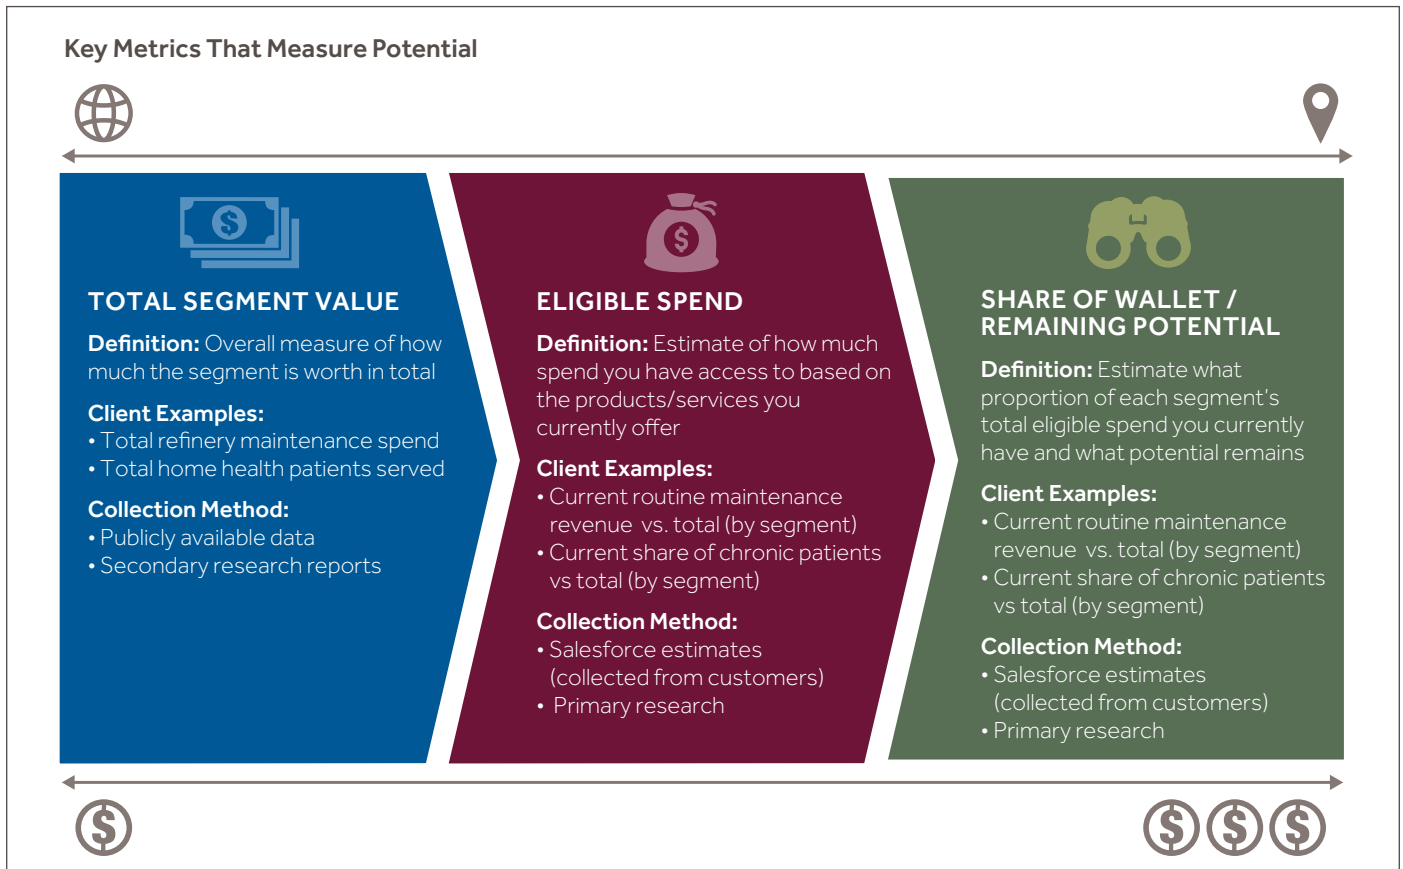 Key Metrics That Measure Potential
TOTAL SEGMENT VALUE
Definition: Overall measure of how
much the segment is worth in total
Client Examples:
• Total refinery maintenance spend
• Total home health patients served
Collection Method:
• Publicly available data
• Secondary research reports
ELIGIBLE SPEND
Definition: Estimate of how much
spend you have access to based on
the products/services you
currently offer
Client Examples:
• Current routine maintenance
revenue vs. total (by segment)
• Current share of chronic patients
vs total (by segment)
Collection Method:
• Salesforce estimates
(collected from customers)
• Primary research
SHARE OF WALLET /
REMAINING POTENTIAL
Definition: Estimate what
proportion of each segment's
total eligible spend you currently
have and what potential remains
Client Examples:
• Current routine maintenance
revenue vs. total (by segment)
• Current share of chronic patients
vs total (by segment)
Collection Method:
• Salesforce estimates
(collected from customers)
• Primary research